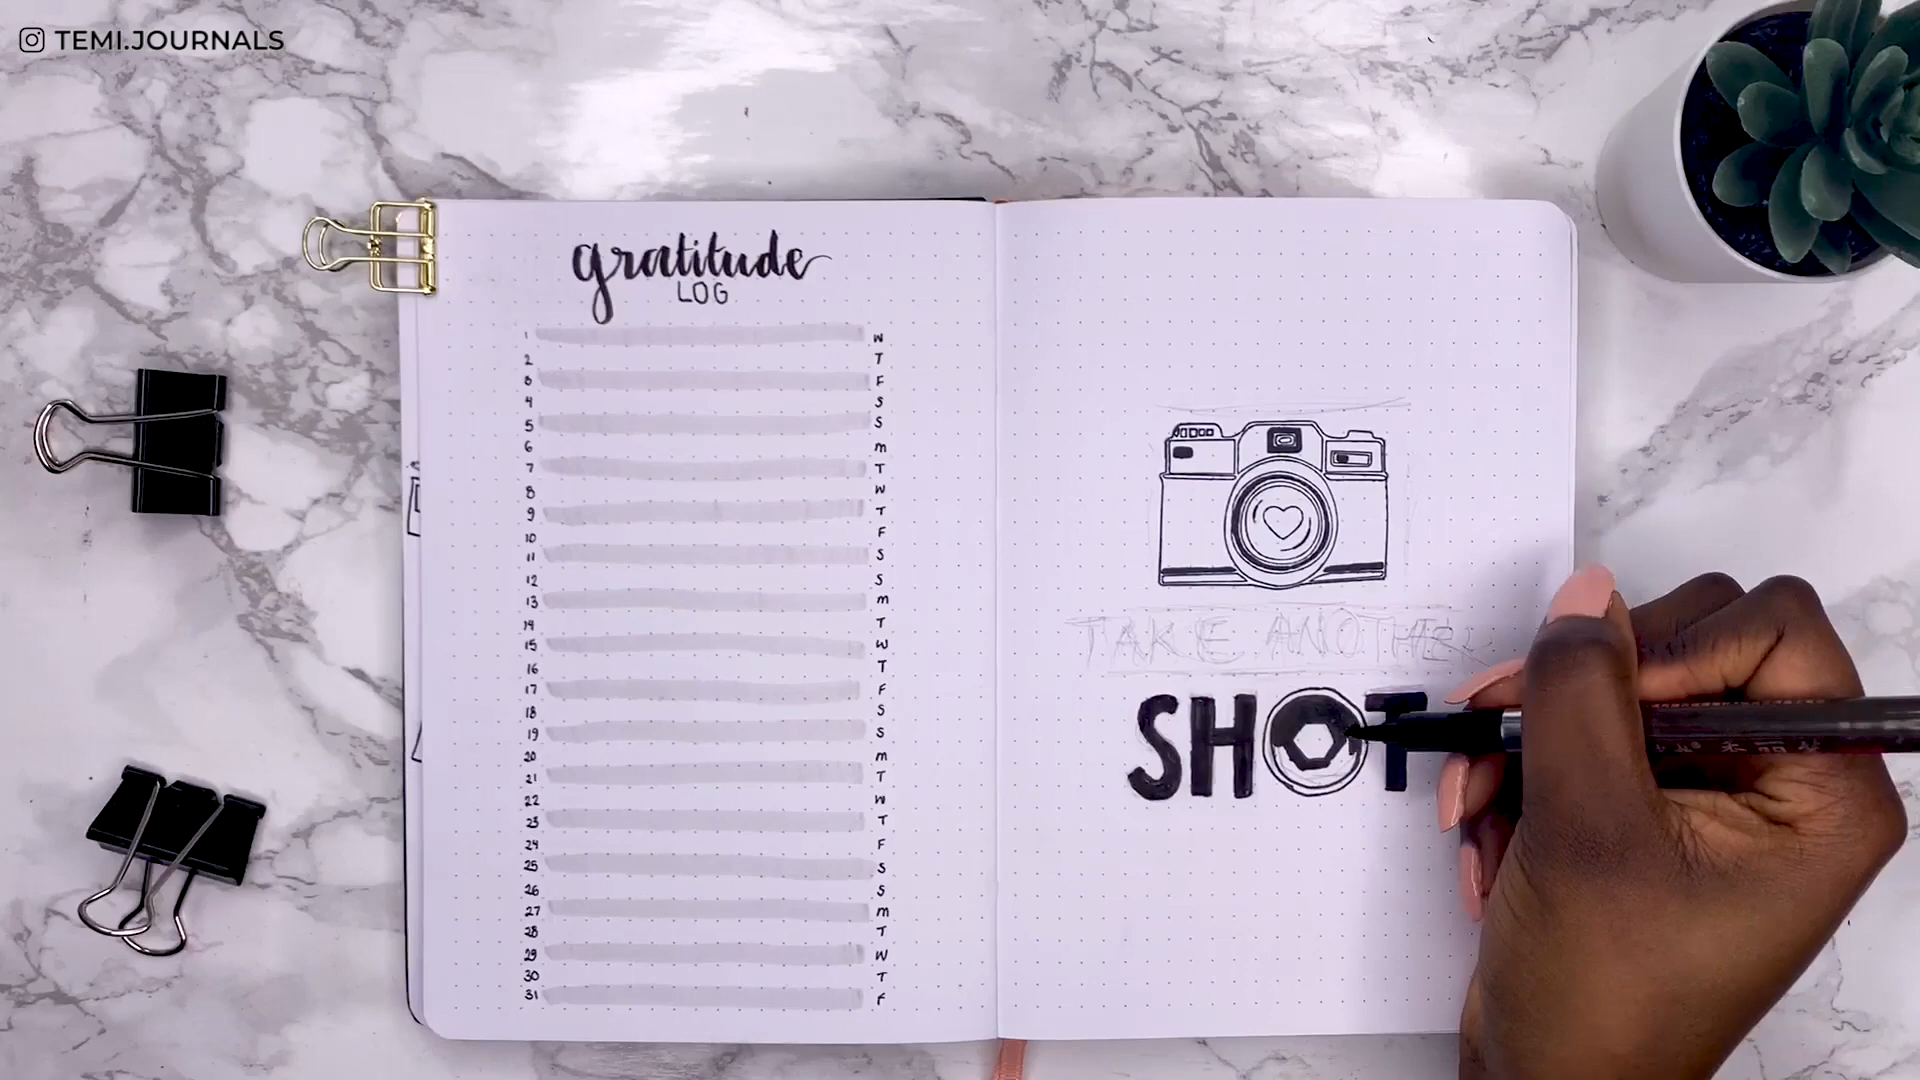 TEMI.JOURNALS
gratitude
LOG
1 W
2 T
3 F
4 S
5 S
6 m
7 T
8 W
9 T
10 F
11 S
12 S
13 m
14 T
15 W
16 T
17 F
18 S
19 S
20 m
21 T
22 W
23 T
24 F
25 S
26 S
27 m
28 T
29 W
30 T
31 F
TAKE ANOTHER
SHOT